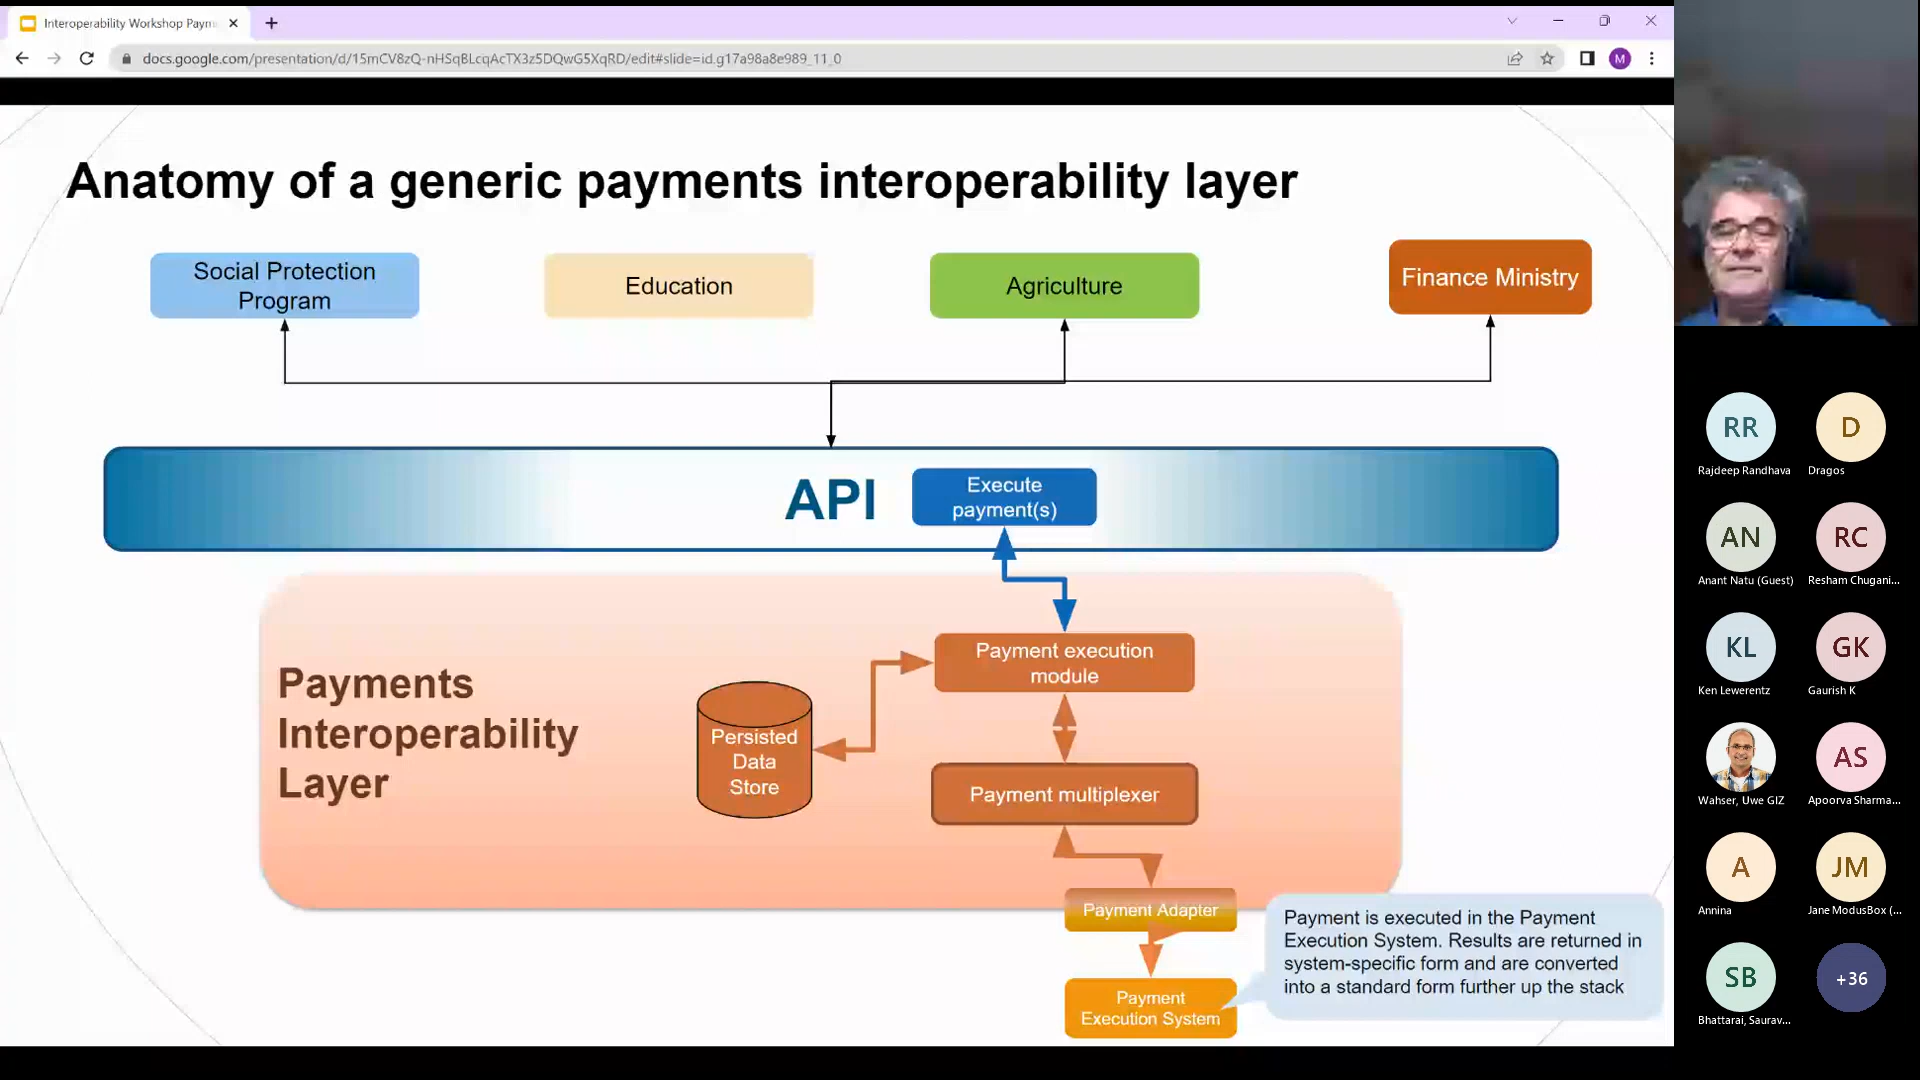 Interoperability Workshop Paym
docs.google.com/presentation/d/15mCV8zQ-nHSqBLcqAcTX3z5DQwG5XqRD/edit#slide=id.g17a98a8e989_11_0
M
Anatomy of a generic payments interoperability layer
Social Protection
Program
Education
Agriculture
Finance Ministry
API
Execute
payment(s)
Payments
Interoperability
Layer
Persisted
Data
Store
Payment execution
module
Payment multiplexer
Payment Adapter
Payment
Execution System
Payment is executed in the Payment
Execution System. Results are returned in
system-specific form and are converted
into a standard form further up the stack
RR
Rajdeep Randhava
D
Dragos
AN
Anant Natu (Guest)
RC
Resham Chugani...
KL
Ken Lewerentz
GK
Gaurish K
Wahser, Uwe GIZ
AS
Apoorva Sharma...
A
Annina
JM
Jane ModusBox (...
SB
Bhattarai, Saurav...
+36